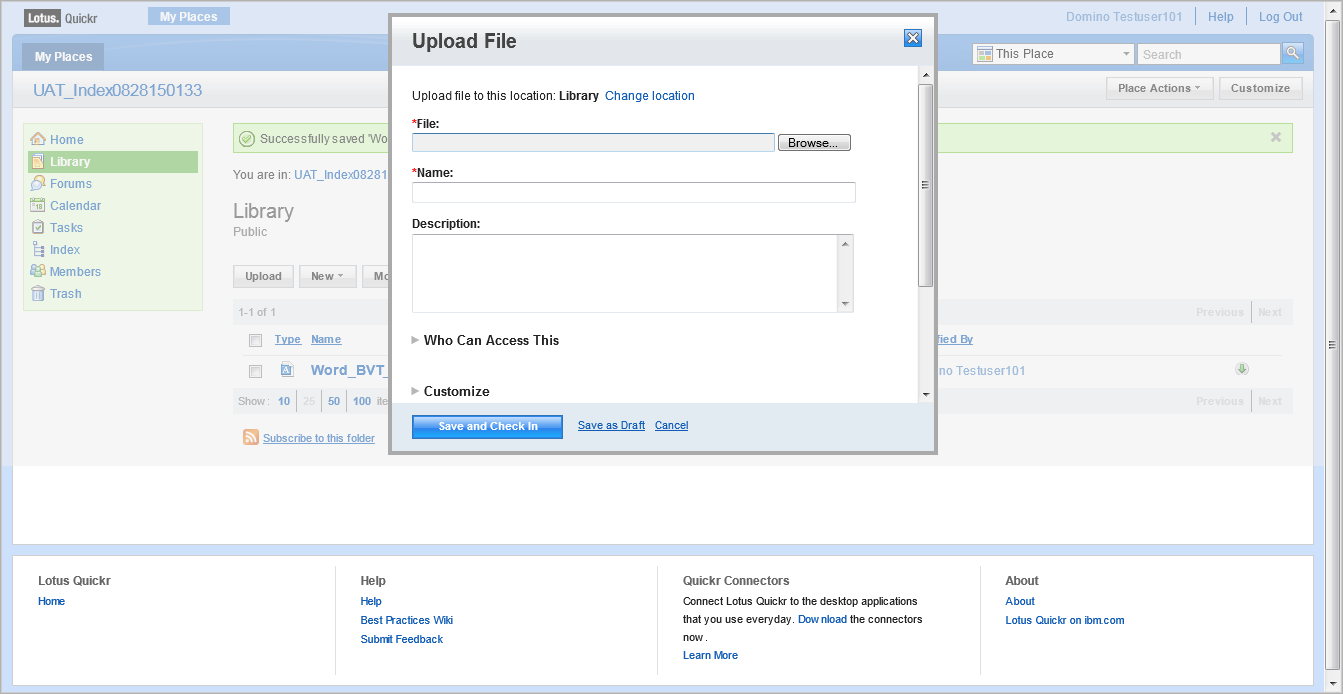 Lotus. Quickr
My Places
Domino Testuser101
Help
Log Out
My Places
This Place
Search
UAT_Index0828150133
Place Actions
Customize
Home
Library
Forums
Calendar
Tasks
Index
Members
Trash
Successfully saved 'Wo
You are in: UAT_Index08281
Library
Public
Upload
New
Mo
1-1 of 1
Previous
Next
Type
Name
fied By
Word_BVT_
no Testuser101
Show :
10
25
50
100
ite
Previous
Next
Subscribe to this folder
Upload File
Upload file to this location: Library Change location
*File:
Browse...
*Name:
Description:
Who Can Access This
Customize
Save and Check In
Save as Draft
Cancel
Lotus Quickr
Home
Help
Help
Best Practices Wiki
Submit Feedback
Quickr Connectors
Connect Lotus Quickr to the desktop applications
that you use everyday. Download the connectors
now .
Learn More
About
About
Lotus Quickr on ibm.com